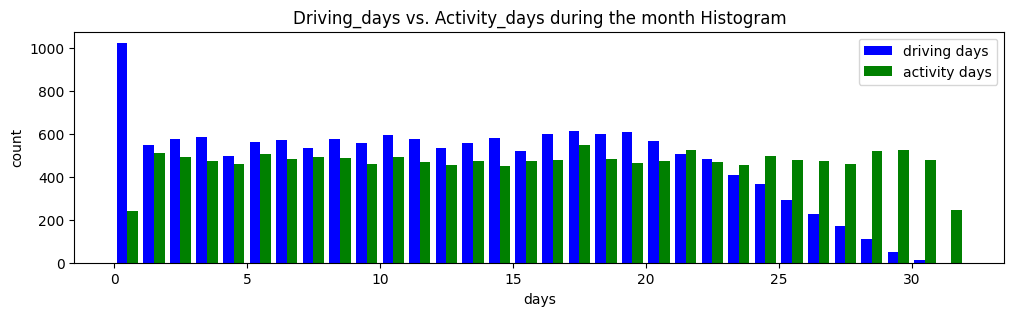 Driving_days vs. Activity_days during the month Histogram
driving days
activity days
1000
800
600
400
200
0
count
0 5 10 15 20 25 30
days